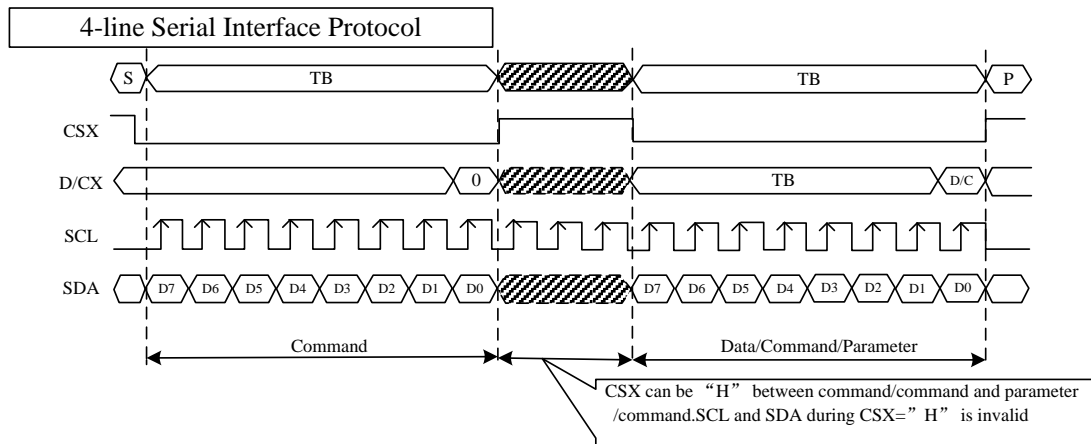 4-line Serial Interface Protocol
S TB TB P
CSX
D/CX 0 TB D/C
SCL
SDA D7 D6 D5 D4 D3 D2 D1 D0 D7 D6 D5 D4 D3 D2 D1 D0
Command Data/Command/Parameter
CSX can be “H” between command/command and parameter
/command.SCL and SDA during CSX=”H” is invalid